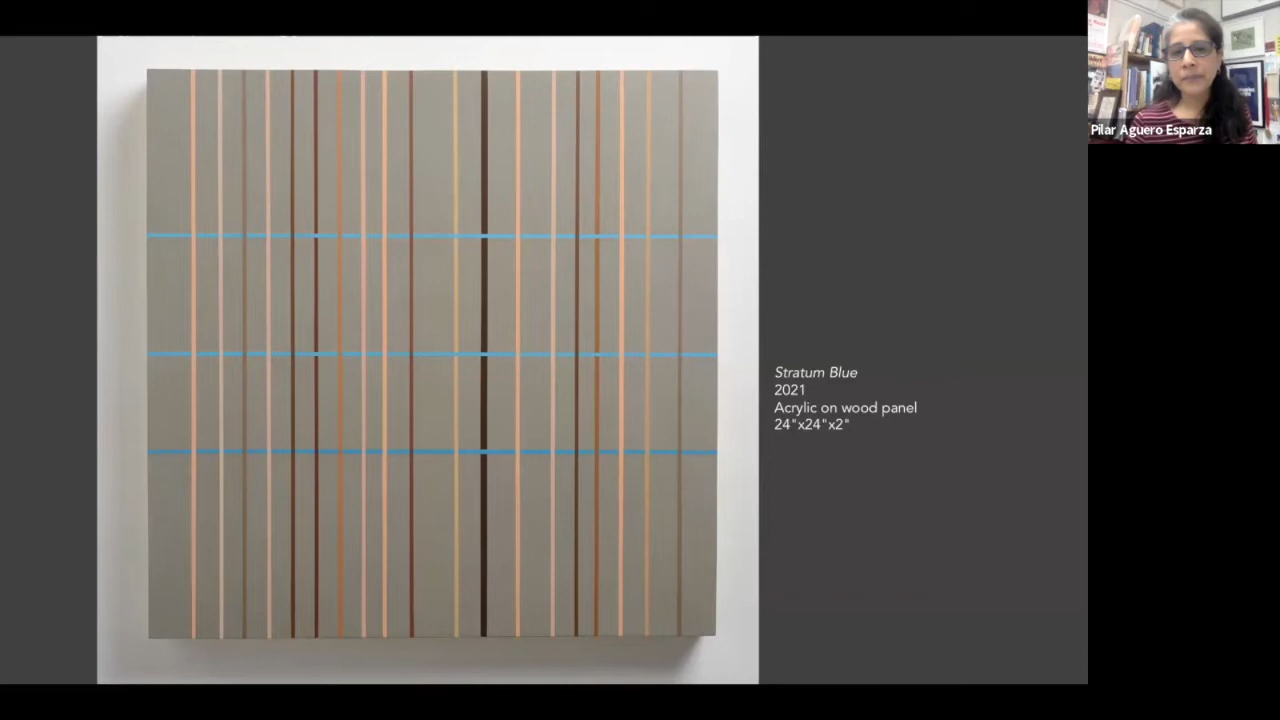 Stratum Blue
2021
Acrylic on wood panel
24"x24"x2"
Pilar Aguero Esparza